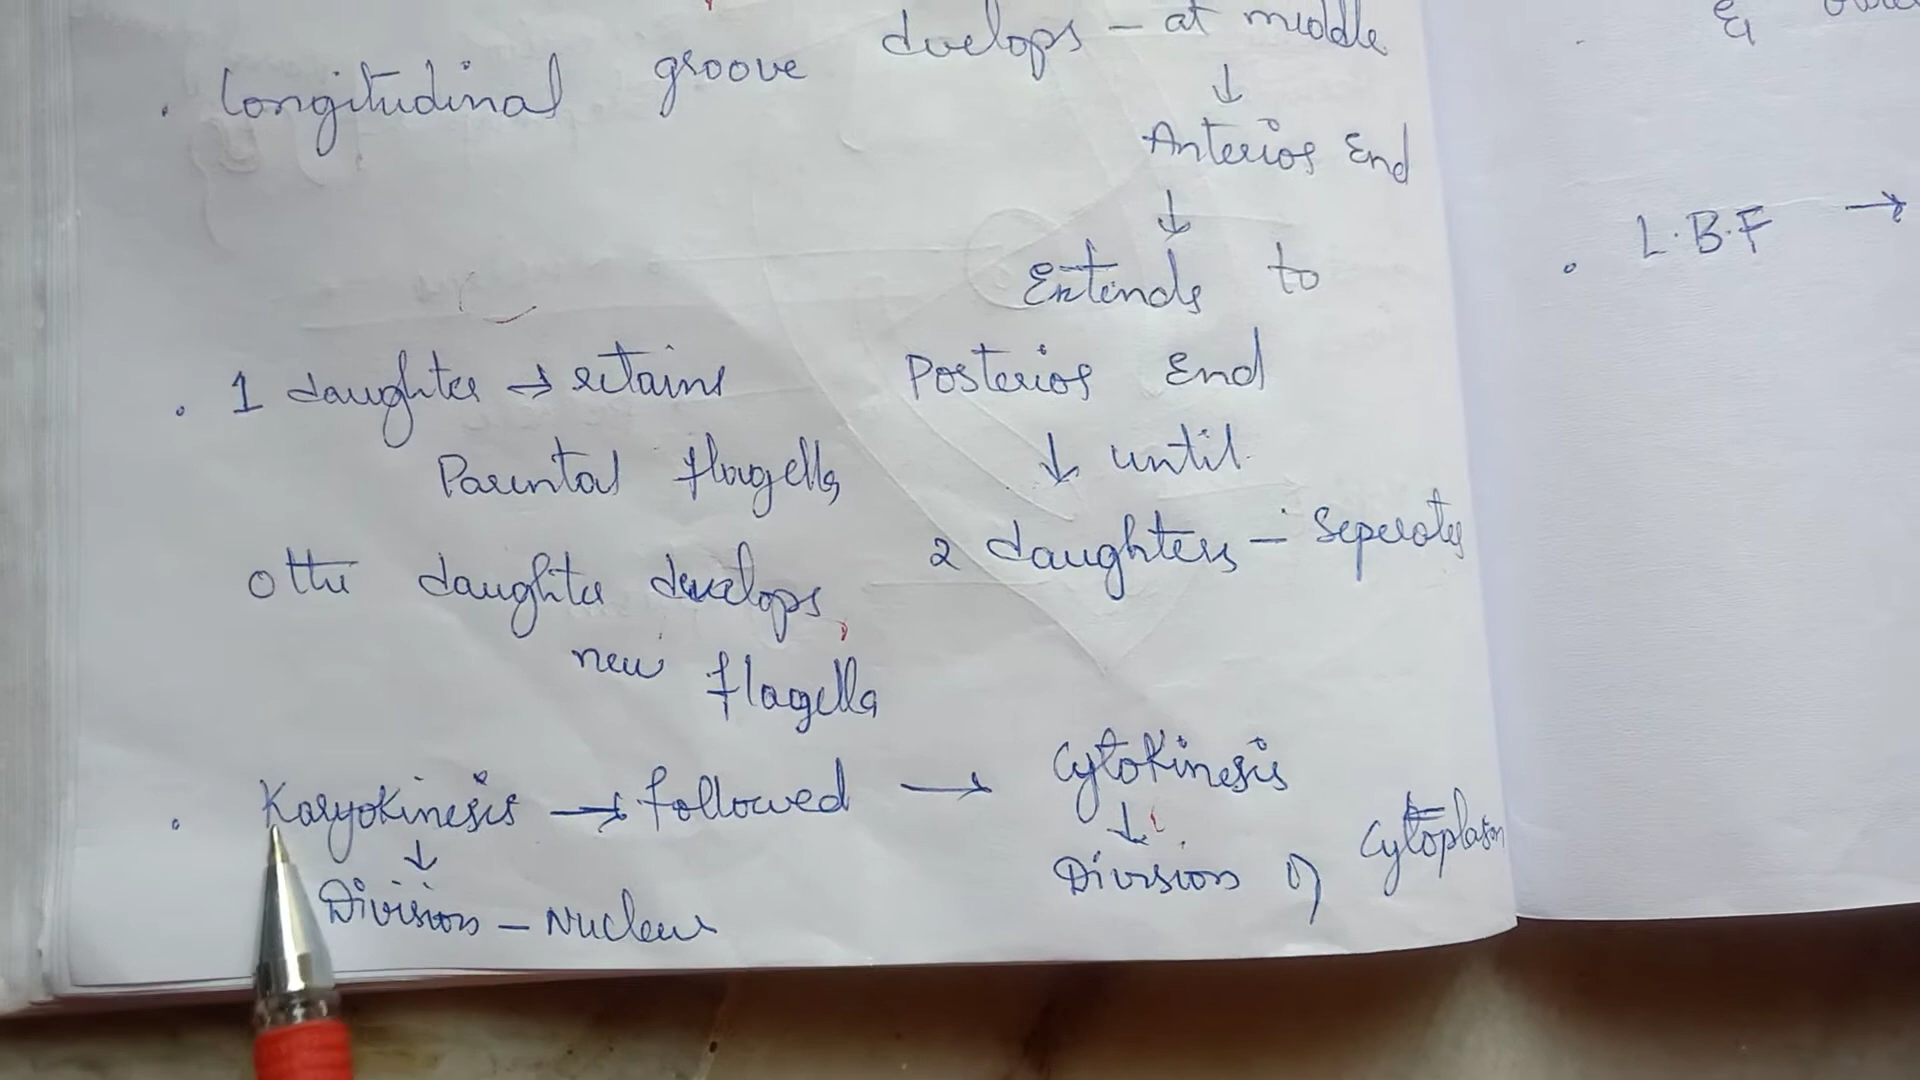 . Longitudinal groove dvelops - at middle
↓
Anterior End
↓
Extends to
Posterior End
↓ until
2 daughters - Seperates
. 1 daughter → retains
Parental flagella
other daughter develops
new flagella
. Karyokinesis → followed → Cytokinesis
↓
Division - Nucleus
↓
Division of Cytoplasm
&
. L.B.F →